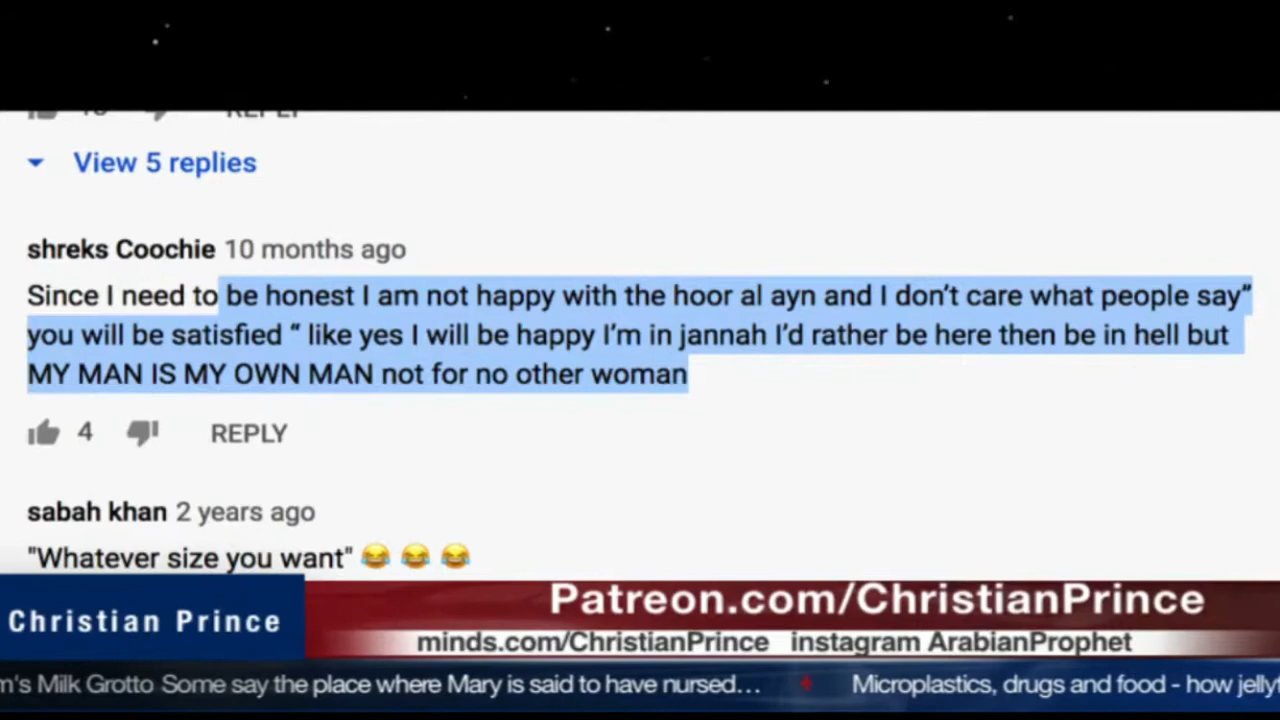 REPLY
View 5 replies
shreks Coochie 10 months ago
Since I need to be honest I am not happy with the hoor al ayn and I don’t care what people say”
you will be satisfied “ like yes I will be happy I’m in jannah I’d rather be here then be in hell but
MY MAN IS MY OWN MAN not for no other woman
4 REPLY
sabah khan 2 years ago
"Whatever size you want" 😂 😂 😂
Patreon.com/ChristianPrince
Christian Prince
minds.com/ChristianPrince instagram ArabianProphet
m's Milk Grotto Some say the place where Mary is said to have nursed... Microplastics, drugs and food - how jelly